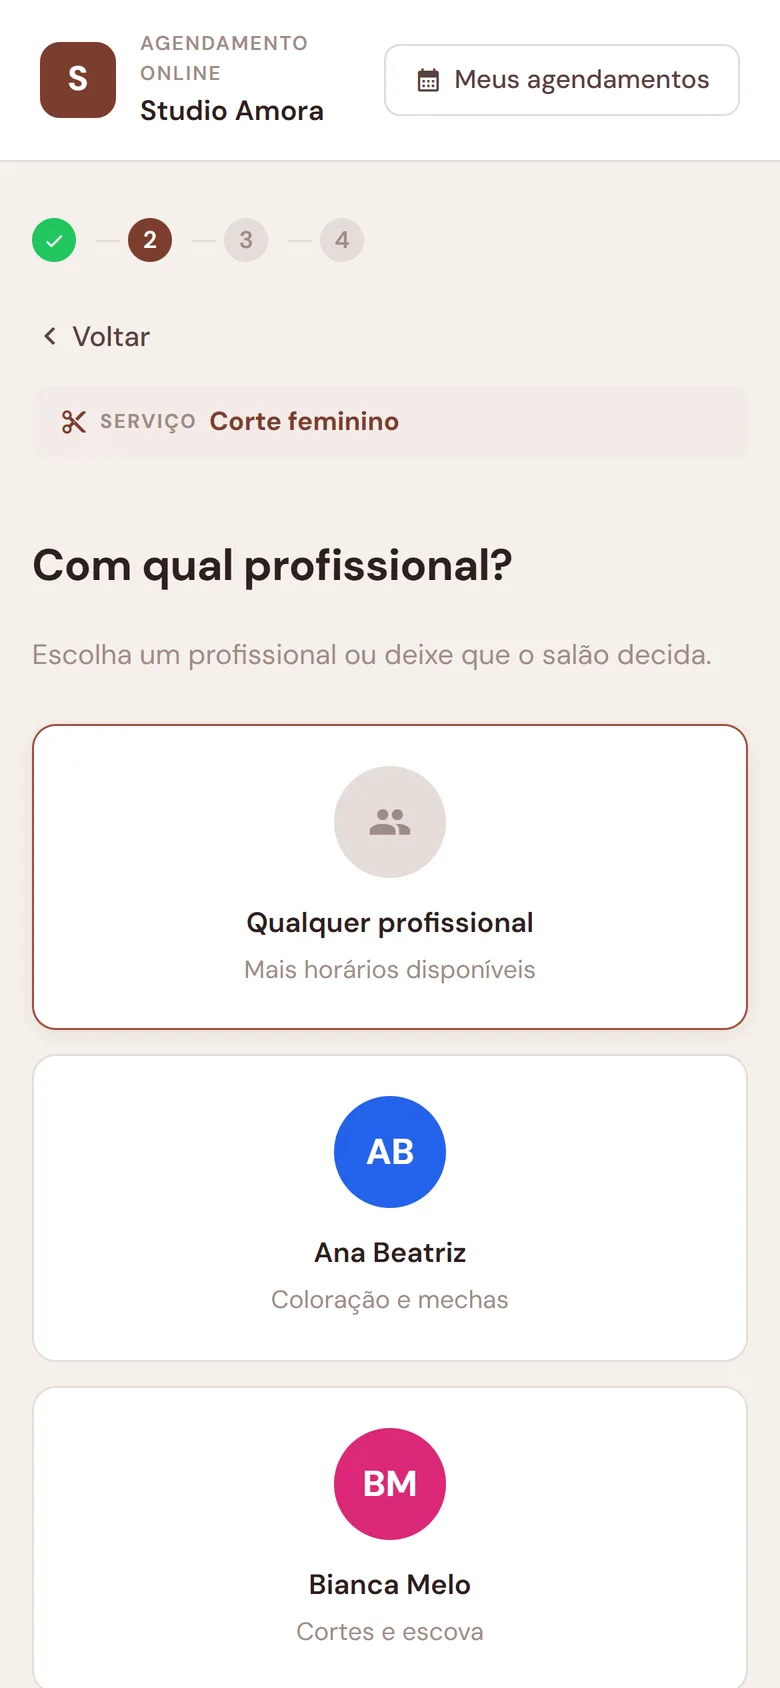 S
AGENDAMENTO
ONLINE
Studio Amora
Meus agendamentos
2
3
4
Voltar
SERVIÇO Corte feminino
Com qual profissional?
Escolha um profissional ou deixe que o salão decida.
Qualquer profissional
Mais horários disponíveis
AB
Ana Beatriz
Coloração e mechas
BM
Bianca Melo
Cortes e escova